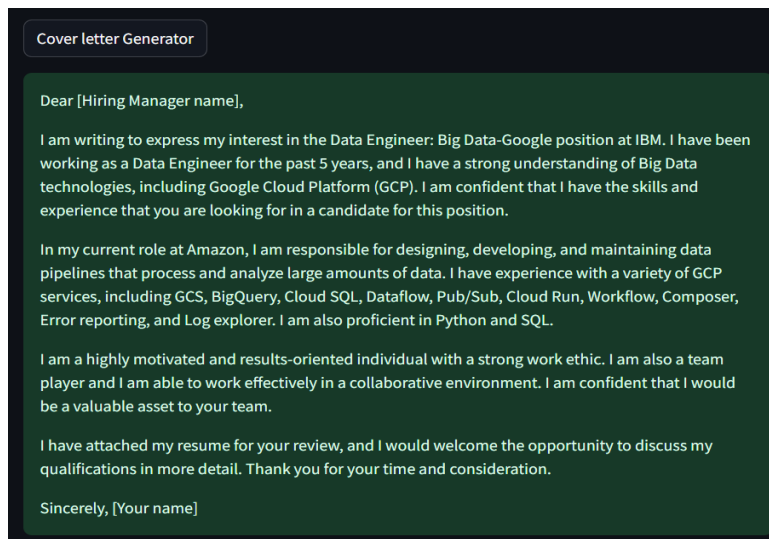 Cover letter Generator
Dear [Hiring Manager name],
I am writing to express my interest in the Data Engineer: Big Data-Google position at IBM. I have been
working as a Data Engineer for the past 5 years, and I have a strong understanding of Big Data
technologies, including Google Cloud Platform (GCP). I am confident that I have the skills and
experience that you are looking for in a candidate for this position.
In my current role at Amazon, I am responsible for designing, developing, and maintaining data
pipelines that process and analyze large amounts of data. I have experience with a variety of GCP
services, including GCS, BigQuery, Cloud SQL, Dataflow, Pub/Sub, Cloud Run, Workflow, Composer,
Error reporting, and Log explorer. I am also proficient in Python and SQL.
I am a highly motivated and results-oriented individual with a strong work ethic. I am also a team
player and I am able to work effectively in a collaborative environment. I am confident that I would
be a valuable asset to your team.
I have attached my resume for your review, and I would welcome the opportunity to discuss my
qualifications in more detail. Thank you for your time and consideration.
Sincerely, [Your name]